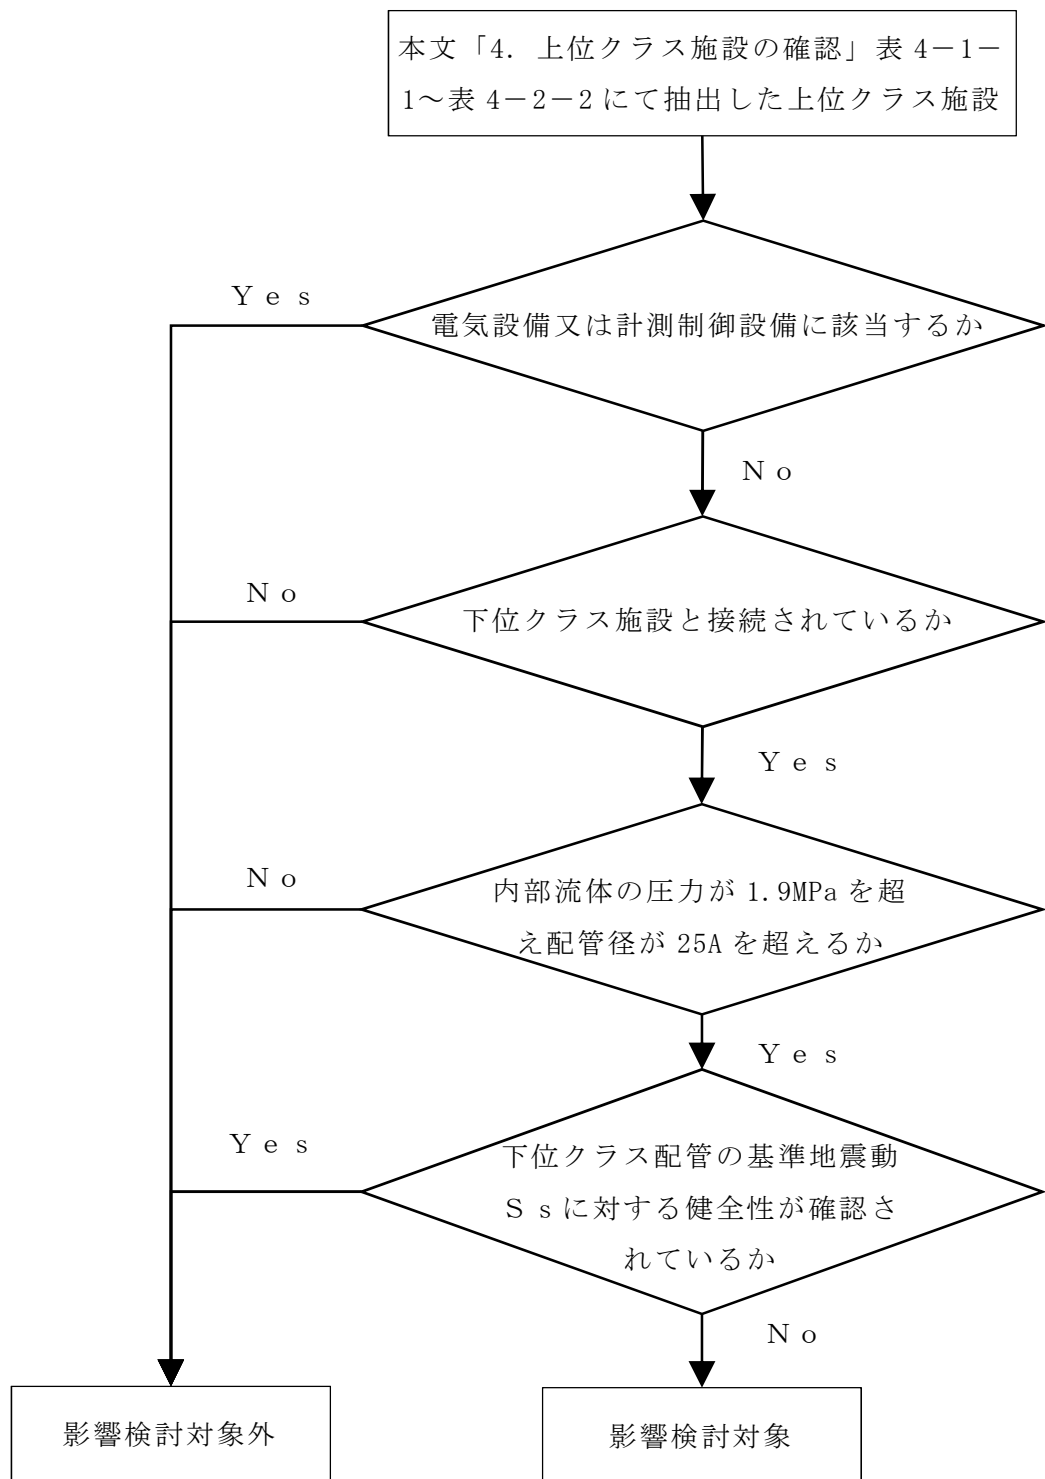 本文「4. 上位クラス施設の確認」表 4－1－
1～表 4－2－2 にて抽出した上位クラス施設
Ｙｅｓ
電気設備又は計測制御設備に該当するか
Ｎｏ
Ｎｏ
下位クラス施設と接続されているか
Ｙｅｓ
Ｎｏ
内部流体の圧力が 1.9MPa を超
え配管径が 25A を超えるか
Ｙｅｓ
Ｙｅｓ
下位クラス配管の基準地震動
Ｓｓに対する健全性が確認さ
れているか
Ｎｏ
影響検討対象外
影響検討対象